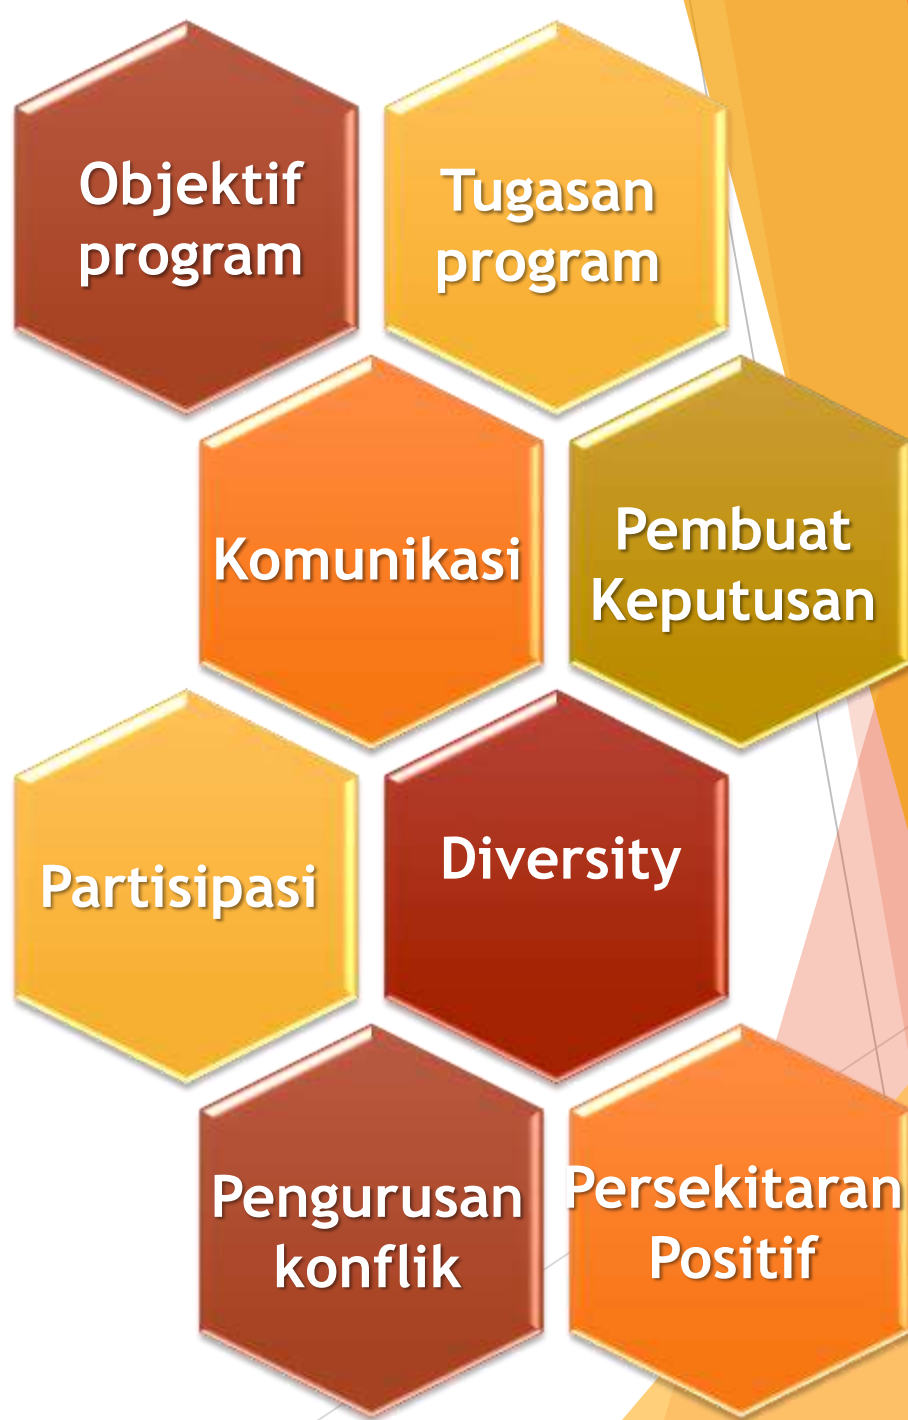 Objektif
program
Tugasan
program
Komunikasi
Pembuat
Keputusan
Partisipasi
Diversity
Pengurusan
konflik
Persekitaran
Positif